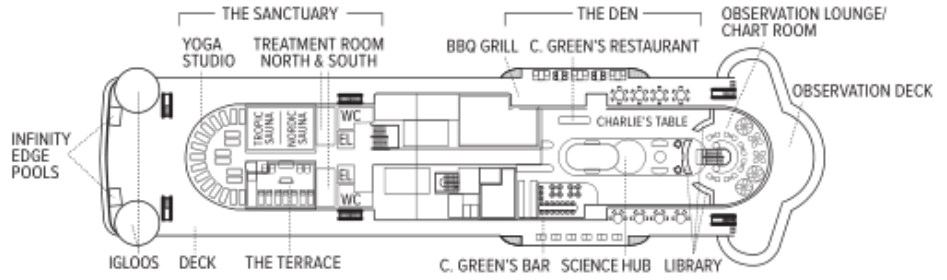 THE SANCTUARY
THE DEN
OBSERVATION LOUNGE/
CHART ROOM
YOGA
STUDIO
TREATMENT ROOM
NORTH & SOUTH
BBQ GRILL
C. GREEN'S RESTAURANT
OBSERVATION DECK
INFINITY
EDGE
POOLS
TROPIC
SAUNA
NORDIC
SAUNA
WC
EL
EL
WC
CHARLIE'S TABLE
IGLOOS
DECK
THE TERRACE
C. GREEN'S BAR
SCIENCE HUB
LIBRARY